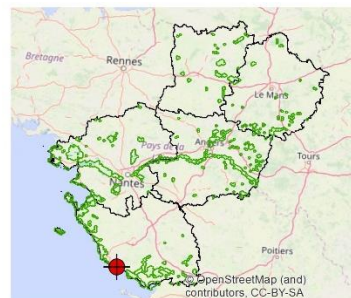 Bretagne
Rennes
Le Mans
Pays de la
Angers
Tours
Nantes
Poitiers
© OpenStreetMap (and)
contributors, CC-BY-SA